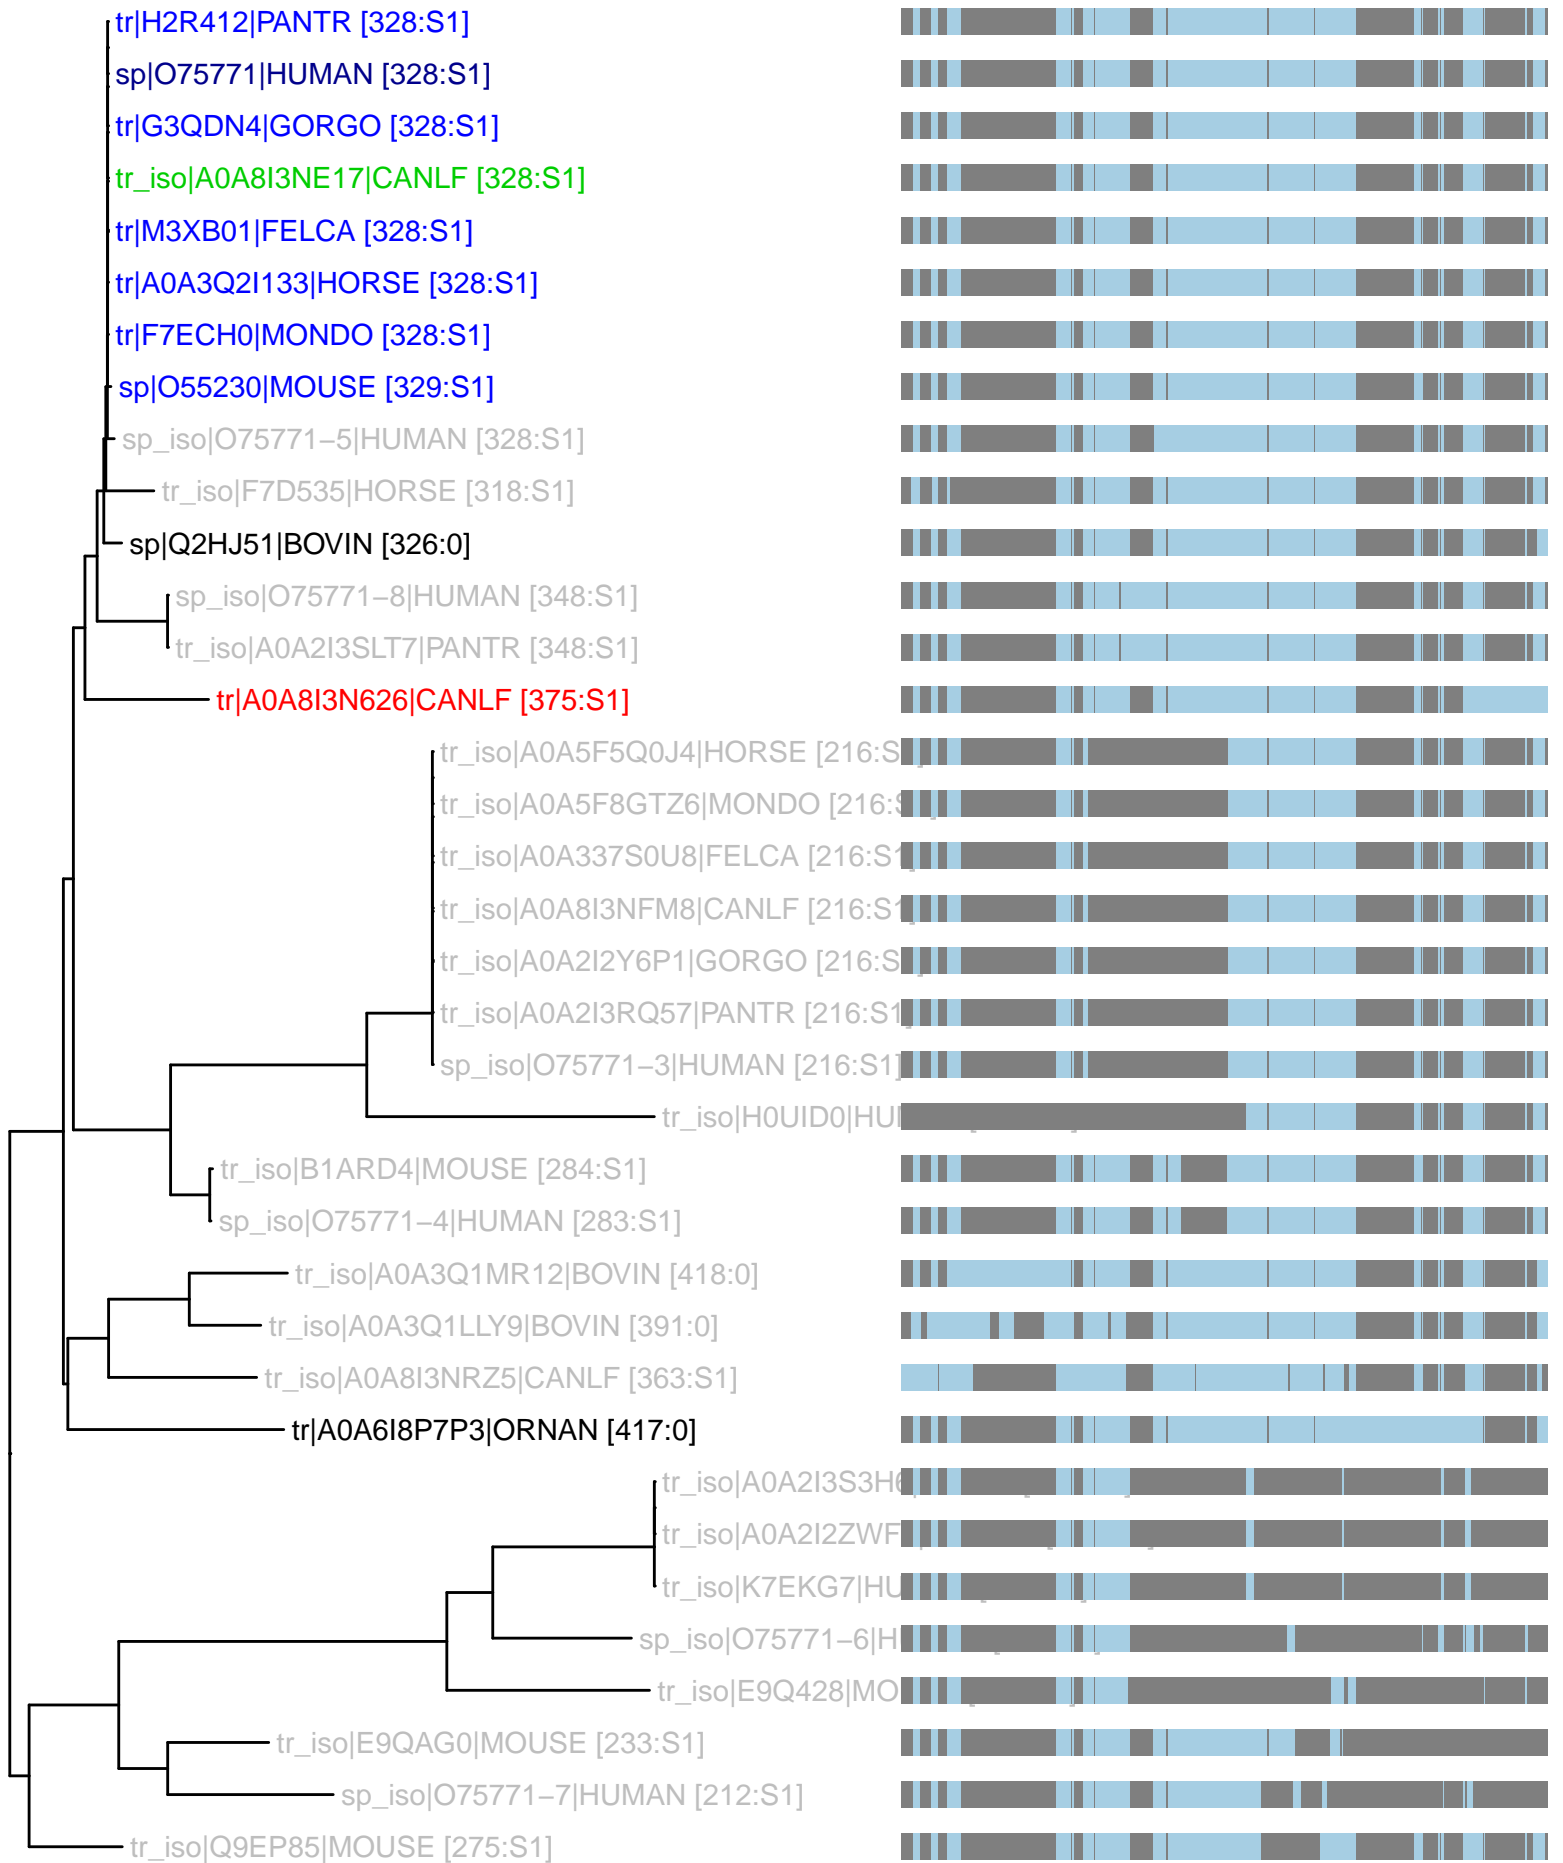 tr|H2R412|PANTR [328:S1]
sp|O75771|HUMAN [328:S1]
tr|G3QDN4|GORGO [328:S1]
tr_iso|A0A8I3NE17|CANLF [328:S1]
tr|M3XB01|FELCA [328:S1]
tr|A0A3Q2I133|HORSE [328:S1]
tr|F7ECH0|MONDO [328:S1]
sp|O55230|MOUSE [329:S1]
sp_iso|O75771−5|HUMAN [328:S1]
tr_iso|F7D535|HORSE [318:S1]
sp|Q2HJ51|BOVIN [326:0]
sp_iso|O75771−8|HUMAN [348:S1]
tr_iso|A0A2I3SLT7|PANTR [348:S1]
tr|A0A8I3N626|CANLF [375:S1]
tr_iso|A0A5F5Q0J4|HORSE [216:S
tr_iso|A0A5F8GTZ6|MONDO [216:
tr_iso|A0A337S0U8|FELCA [216:S1
tr_iso|A0A8I3NFM8|CANLF [216:S1
tr_iso|A0A2I2Y6P1|GORGO [216:S
tr_iso|A0A2I3RQ57|PANTR [216:S1
sp_iso|O75771−3|HUMAN [216:S1]
tr_iso|H0UID0|HU
tr_iso|B1ARD4|MOUSE [284:S1]
sp_iso|O75771−4|HUMAN [283:S1]
tr_iso|A0A3Q1MR12|BOVIN [418:0]
tr_iso|A0A3Q1LLY9|BOVIN [391:0]
tr_iso|A0A8I3NRZ5|CANLF [363:S1]
tr|A0A6I8P7P3|ORNAN [417:0]
tr_iso|A0A2I3S3H6
tr_iso|A0A2I2ZWF
tr_iso|K7EKG7|HU
sp_iso|O75771−6|H
tr_iso|E9Q428|MO
tr_iso|E9QAG0|MOUSE [233:S1]
sp_iso|O75771−7|HUMAN [212:S1]
tr_iso|Q9EP85|MOUSE [275:S1]